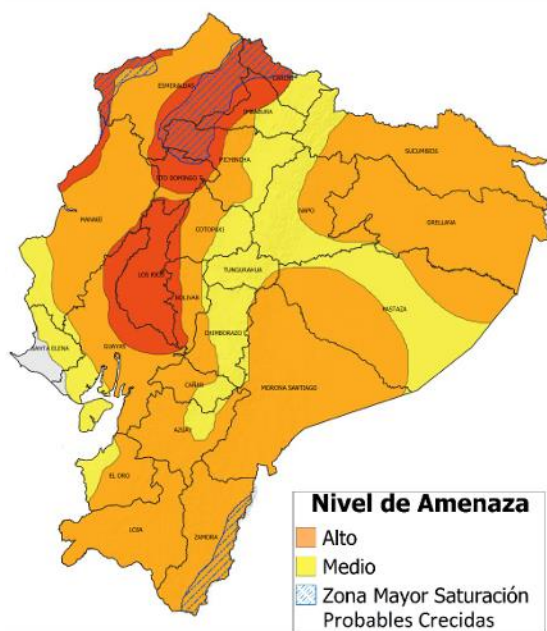 ESMERALDAS
CARCHI
IMBABURA
SUCUMBIOS
PICHINCHA
STO DOMINGO T.
NAPO
ORELLANA
MANABI
COTOPAXI
LOS RIOS
TUNGURAHUA
BOLIVAR
PASTAZA
CHIMBORAZO
SANTA ELENA
GUAYAS
CAÑAR
MORONA SANTIAGO
AZUAY
EL ORO
LOJA
ZAMORA
Nivel de Amenaza
Alto
Medio
Zona Mayor Saturación
Probables Crecidas